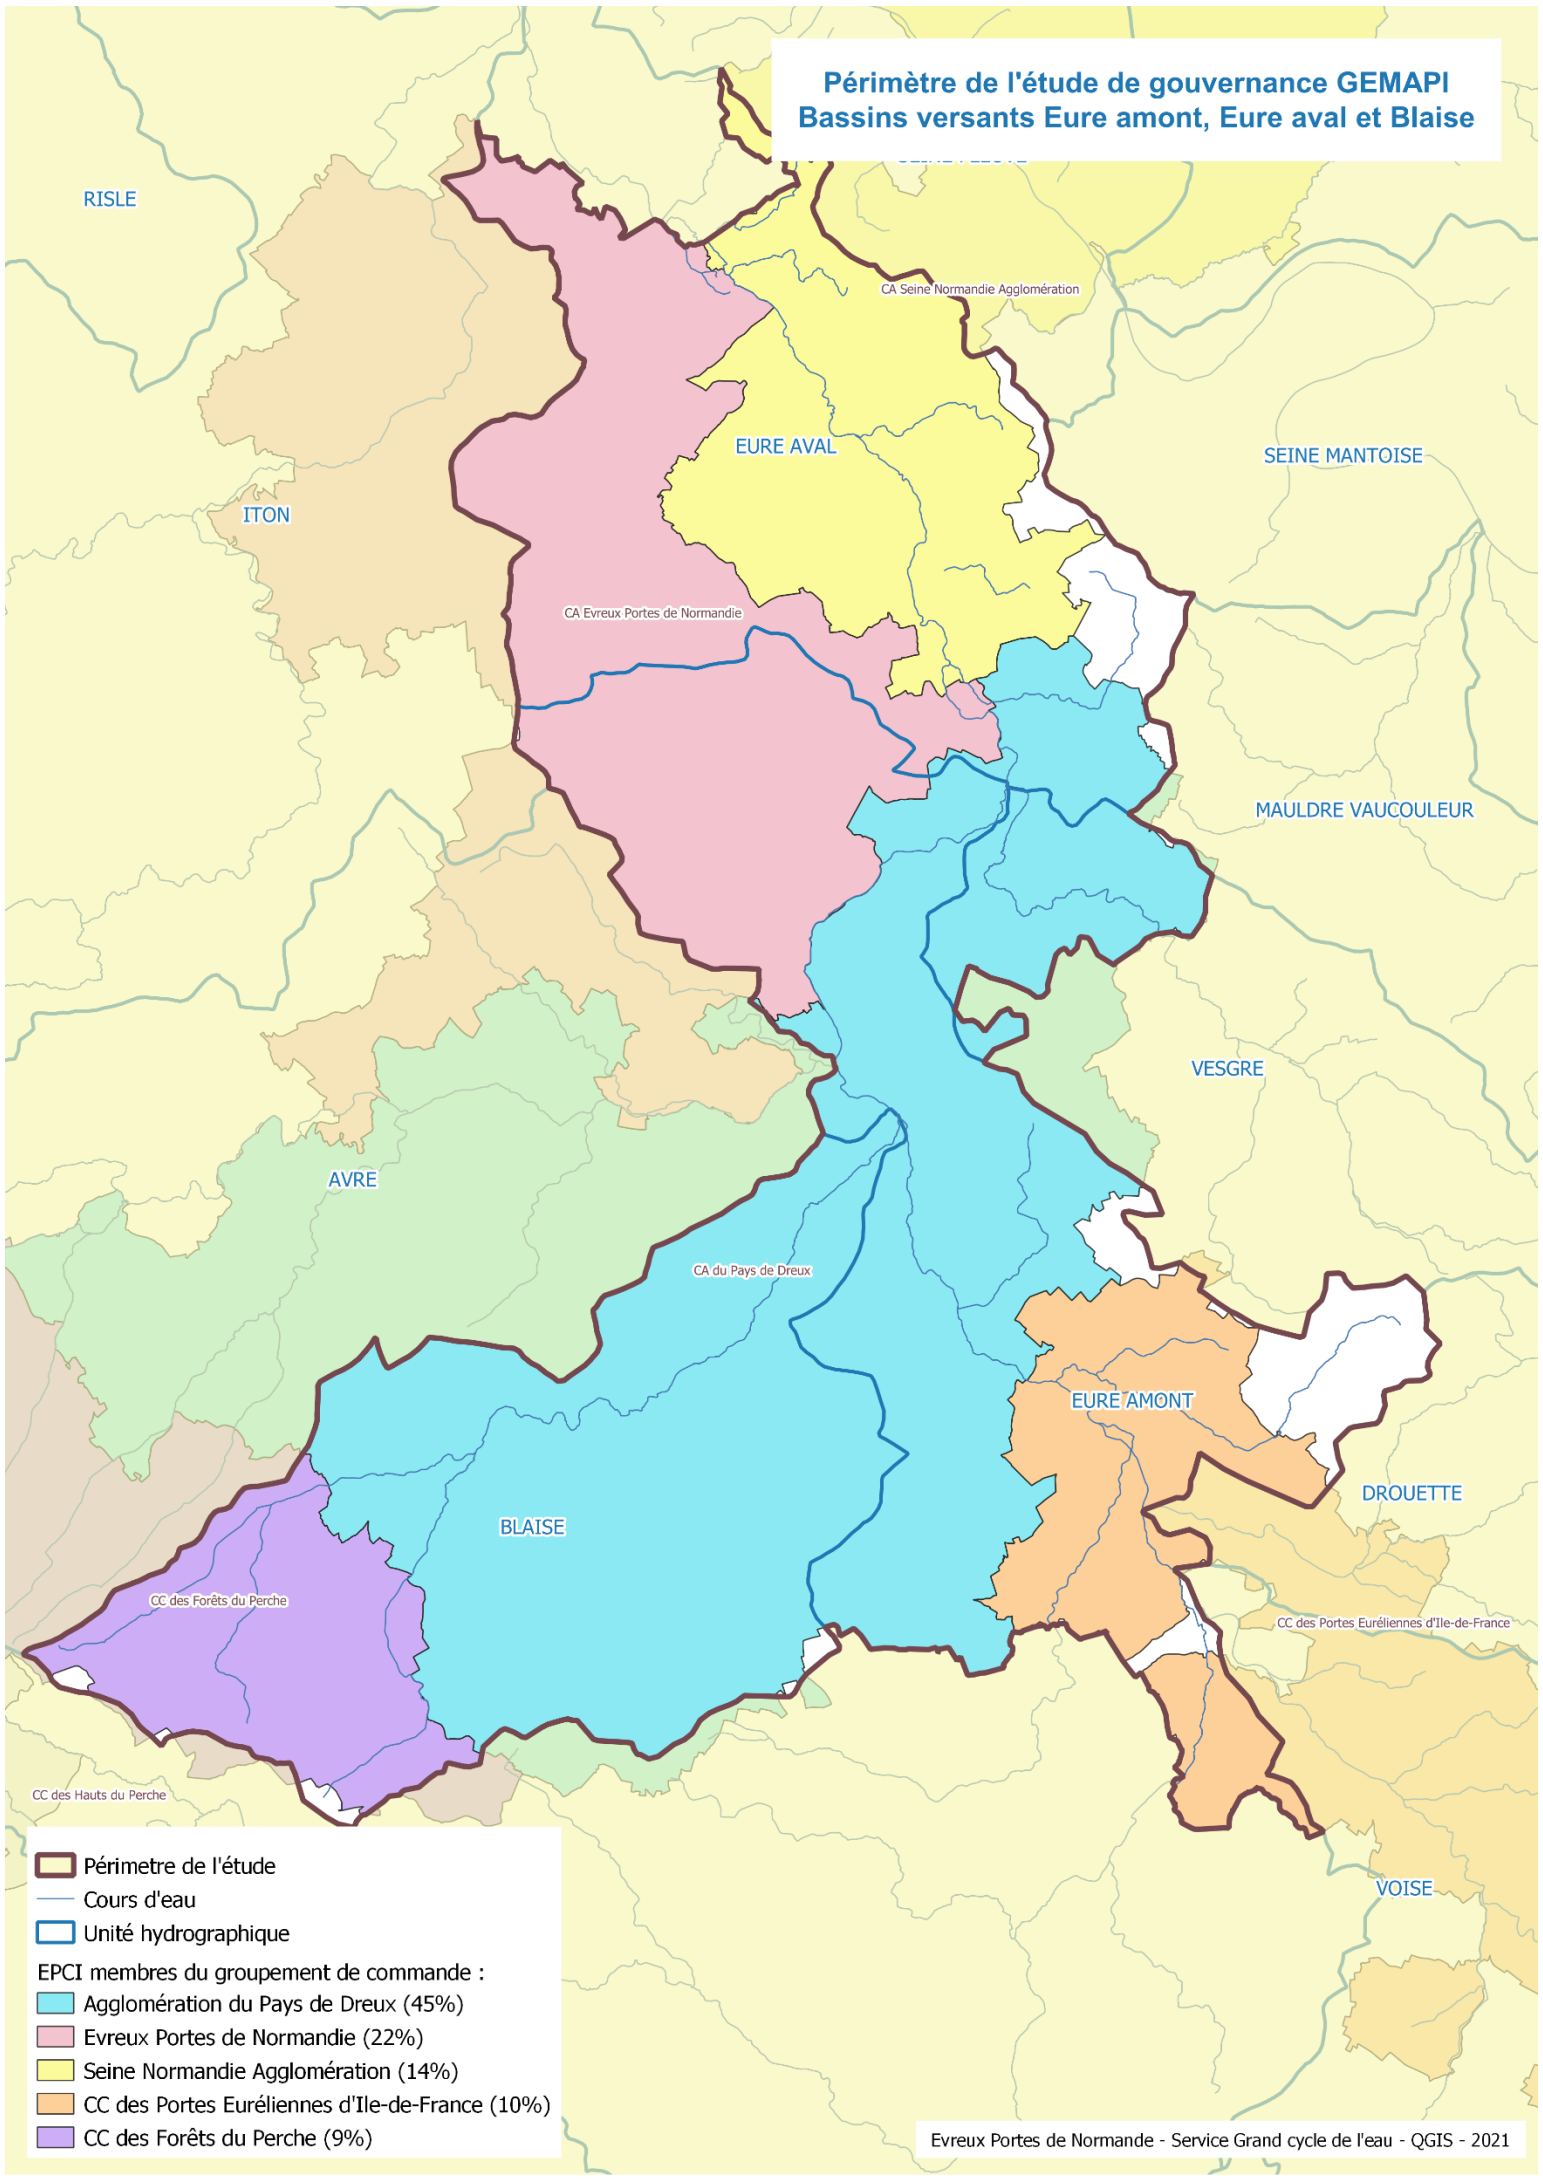 Périmètre de l'étude de gouvernance GEMAPI
Bassins versants Eure amont, Eure aval et Blaise
RISLE
CA Seine Normandie Agglomération
EURE AVAL
SEINE MANTOISE
ITON
CA Evreux Portes de Normandie
MAULDRE VAUCOULEUR
VESGRE
AVRE
CA du Pays de Dreux
EURE AMONT
DROUETTE
BLAISE
CC des Forêts du Perche
CC des Portes Euréliennes d'Ile-de-France
CC des Hauts du Perche
VOISE
Périmetre de l'étude
Cours d'eau
Unité hydrographique
EPCI membres du groupement de commande :
Agglomération du Pays de Dreux (45%)
Evreux Portes de Normandie (22%)
Seine Normandie Agglomération (14%)
CC des Portes Euréliennes d'Ile-de-France (10%)
CC des Forêts du Perche (9%)
Evreux Portes de Normande - Service Grand cycle de l'eau - QGIS - 2021